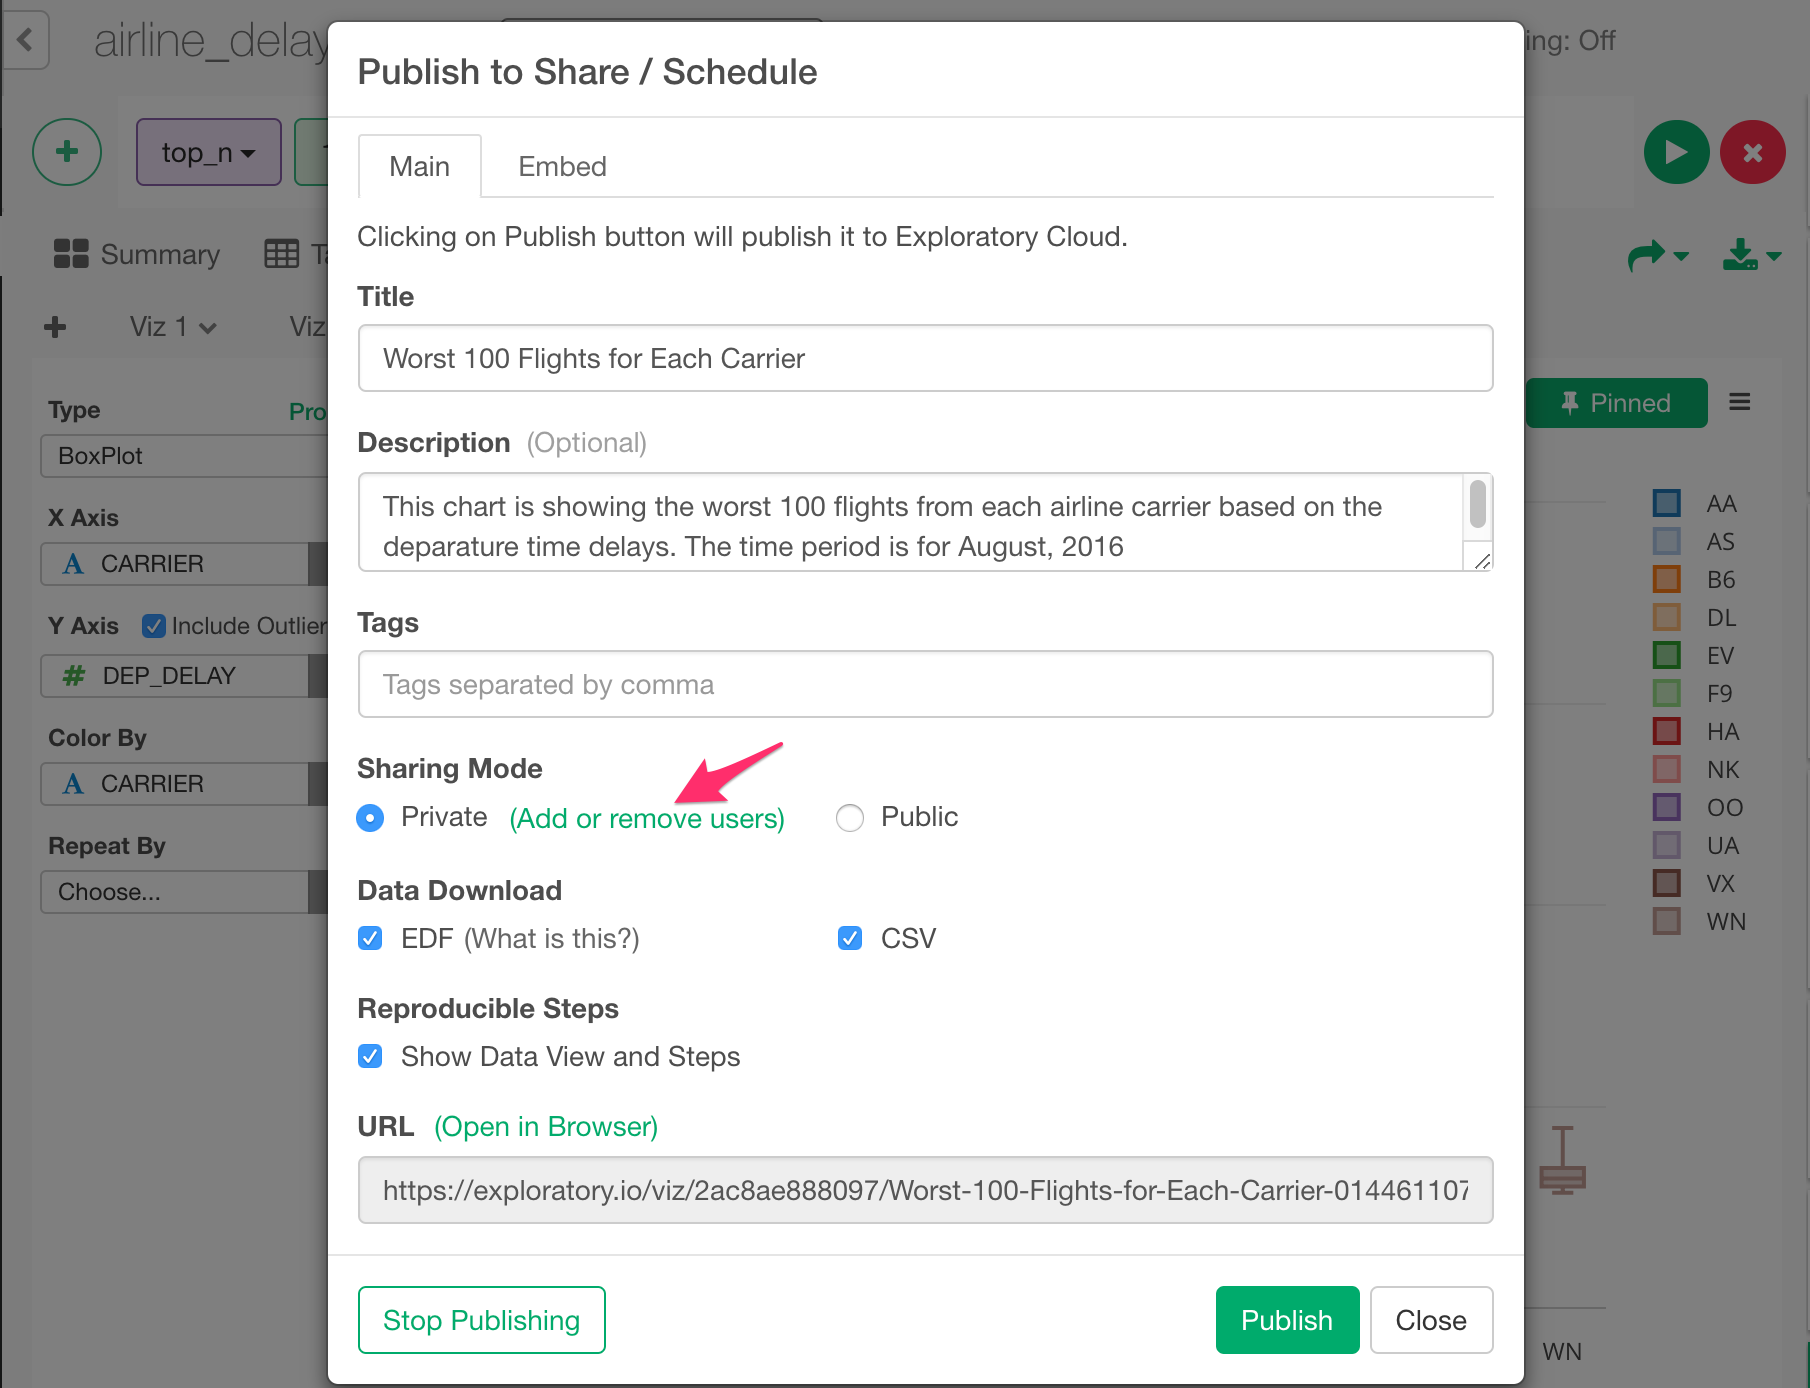 airline_delay
ing: Off
Publish to Share / Schedule
top_n
Main
Embed
Summary
Clicking on Publish button will publish it to Exploratory Cloud.
Viz 1
Viz
Title
Worst 100 Flights for Each Carrier
Type
Pro
Pinned
BoxPlot
Description (Optional)
This chart is showing the worst 100 flights from each airline carrier based on the
deparature time delays. The time period is for August, 2016
X Axis
CARRIER
Y Axis
Include Outlier
DEP_DELAY
Tags
Tags separated by comma
Color By
CARRIER
Sharing Mode
Private (Add or remove users)
Public
Repeat By
Choose...
Data Download
EDF (What is this?)
CSV
Reproducible Steps
Show Data View and Steps
URL (Open in Browser)
https://exploratory.io/viz/2ac8ae888097/Worst-100-Flights-for-Each-Carrier-014461107
Stop Publishing
Publish
Close
AA
AS
B6
DL
EV
F9
HA
NK
OO
UA
VX
WN
WN